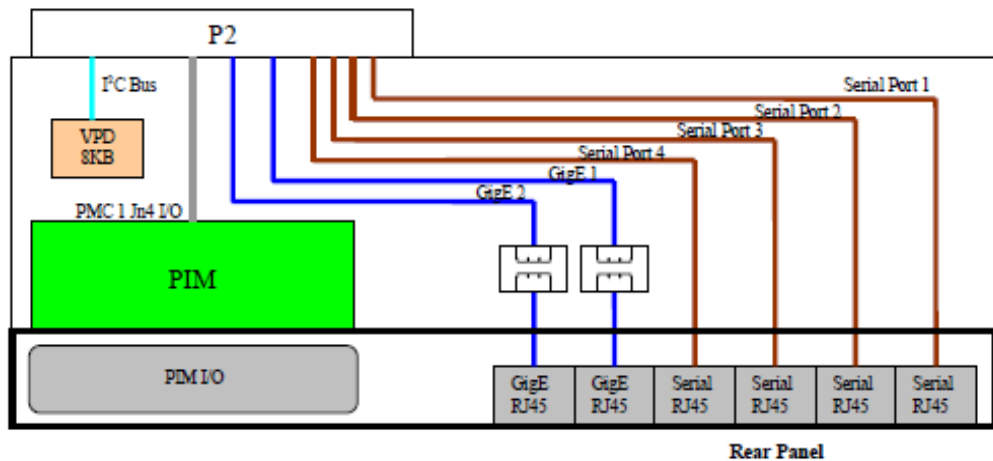 P2
I²C Bus
Serial Port 1
VPD
8KB
Serial Port 2
Serial Port 3
Serial Port 4
GigE 1
GigE 2
PMC 1 Jn4 I/O
PIM
PIM I/O
GigE
RJ45
GigE
RJ45
Serial
RJ45
Serial
RJ45
Serial
RJ45
Serial
RJ45
Rear Panel